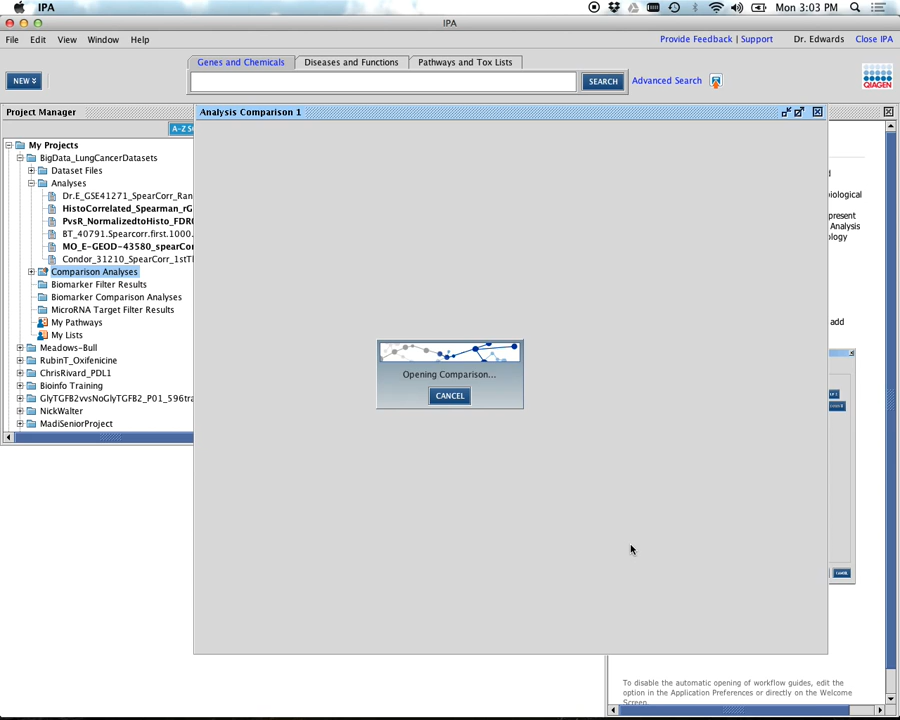 IPA
Mon 3:03 PM
IPA
File Edit View Window Help
Provide Feedback | Support Dr. Edwards Close IPA
Genes and Chemicals Diseases and Functions Pathways and Tox Lists
NEW SEARCH Advanced Search
QIAGEN
Project Manager
Analysis Comparison 1
A-Z
My Projects
BigData_LungCancerDatasets
Dataset Files
Analyses
Dr.E_GSE41271_SpearCorr_Ran
HistoCorrelated_Spearman_rG
PvsR_NormalizedtoHisto_FDR
BT_40791.Spearcorr.first.1000.
MO_E-GEOD-43580_spearCor
Condor_31210_SpearCorr_1stT
Comparison Analyses
Biomarker Filter Results
Biomarker Comparison Analyses
MicroRNA Target Filter Results
My Pathways
My Lists
Meadows-Bull
RubinT_Oxifenicine
ChrisRivard_PDL1
Bioinfo Training
GlyTGFB2vvsNoGlyTGFB2_P01_596tra
NickWalter
MadiSeniorProject
Opening Comparison...
CANCEL
iological
present
Analysis
ology
add
CANCEL
To disable the automatic opening of workflow guides, edit the
option in the Application Preferences or directly on the Welcome
Screen.